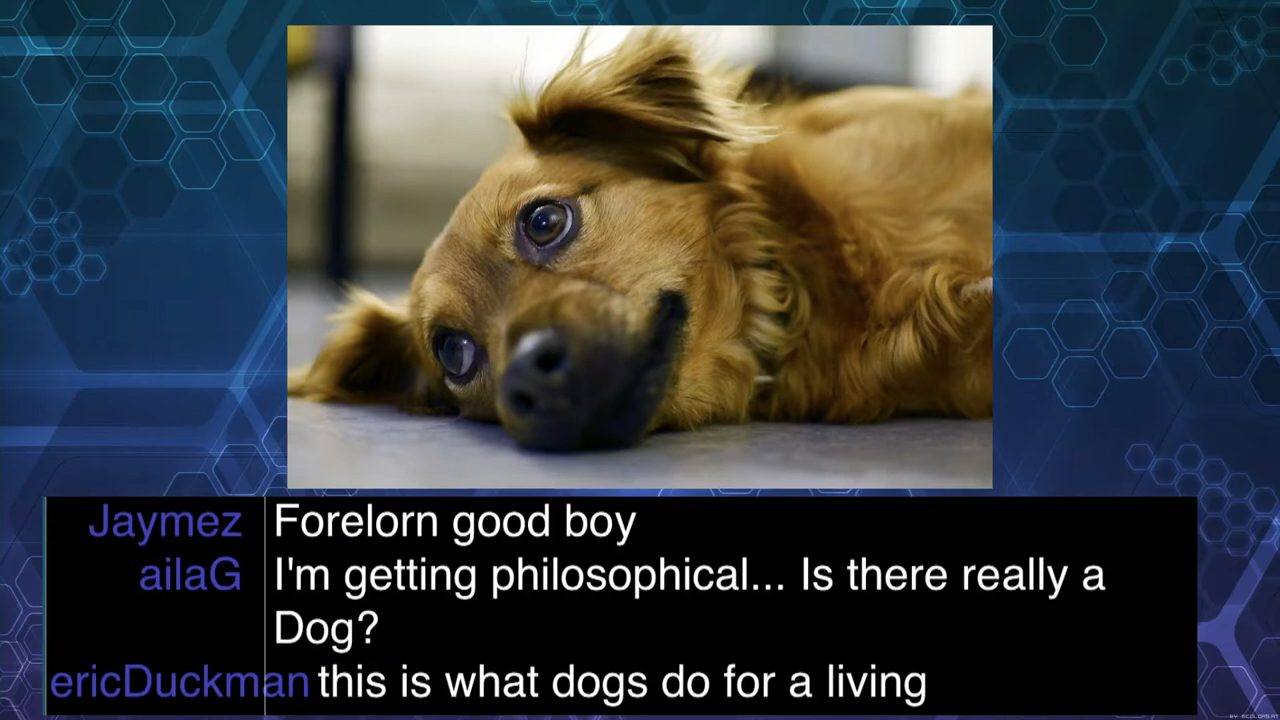 Jaymez Forelorn good boy
ailaG I'm getting philosophical... Is there really a
Dog?
ericDuckman this is what dogs do for a living